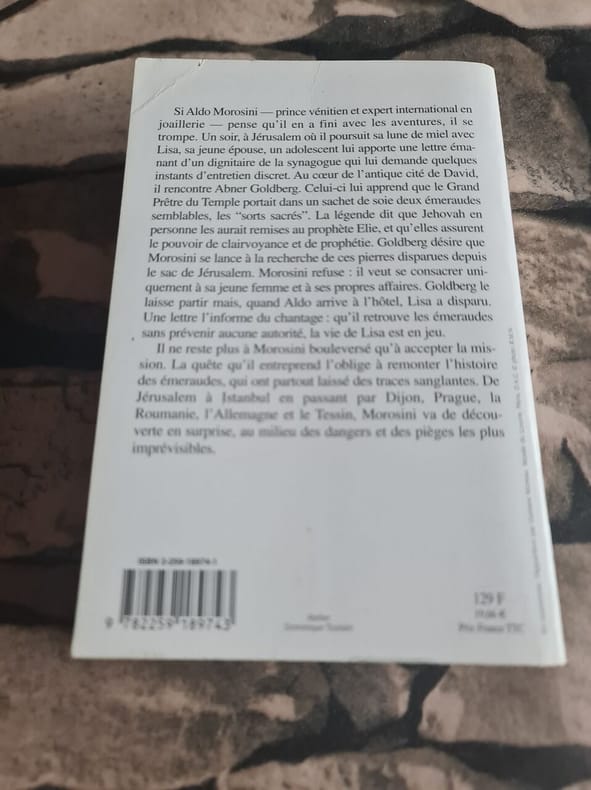 Si Aldo Morosini — prince vénitien et expert international en
joaillerie — pense qu'il en a fini avec les aventures, il se
trompe. Un soir, à Jérusalem où il poursuit sa lune de miel avec
Lisa, sa jeune épouse, un adolescent lui apporte une lettre éma-
nant d'un dignitaire de la synagogue qui lui demande quelques
instants d'entretien discret. Au cœur de l'antique cité de David,
il rencontre Abner Goldberg. Celui-ci lui apprend que le Grand
Prêtre du Temple portait dans un sachet de soie deux émeraudes
semblables, les "sorts sacrés". La légende dit que Jehovah en
personne les aurait remises au prophète Elie, et qu'elles assurent
le pouvoir de clairvoyance et de prophétie. Goldberg désire que
Morosini se lance à la recherche de ces pierres disparues depuis
le sac de Jérusalem. Morosini refuse : il veut se consacrer uni-
quement à sa jeune femme et à ses propres affaires. Goldberg le
laisse partir mais, quand Aldo arrive à l'hôtel, Lisa a disparu.
Une lettre l'informe du chantage : qu'il retrouve les émeraudes
sans prévenir aucune autorité, la vie de Lisa est en jeu.
Il ne reste plus à Morosini bouleversé qu'à accepter la mis-
sion. La quête qu'il entreprend l'oblige à remonter l'histoire
des émeraudes, qui ont partout laissé des traces sanglantes. De
Jérusalem à Istanbul en passant par Dijon, Prague, la
Roumanie, l'Allemagne et le Tessin, Morosini va de décou-
verte en surprise, au milieu des dangers et des pièges les plus
imprévisibles.
ISBN 2-259-18974-1
9 782259 189743
Atelier
Dominique Toutain
129 F
19,66 €
Prix France TTC